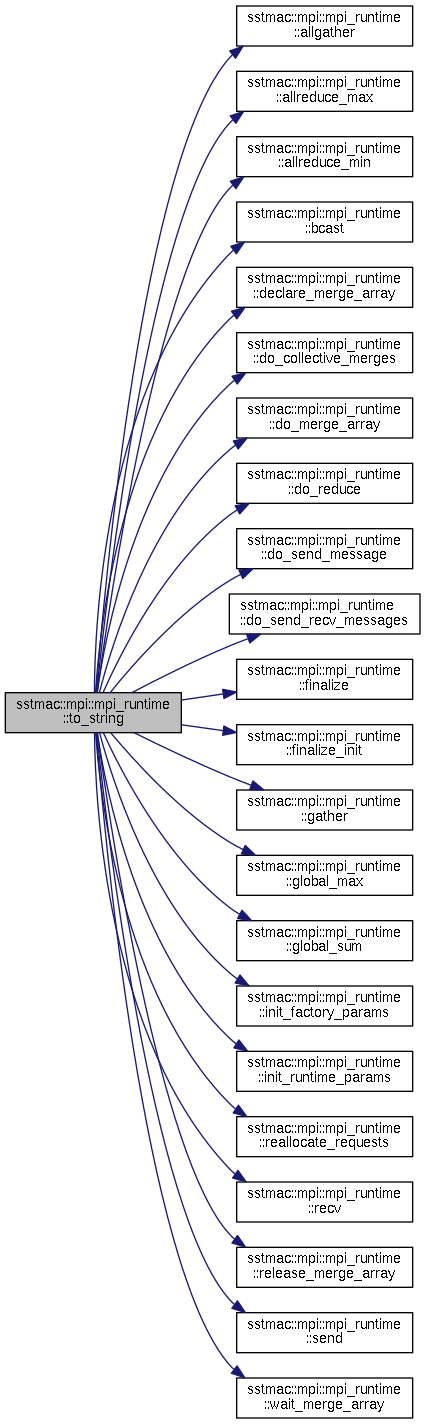 sstmac::mpi::mpi_runtime
::allgather
sstmac::mpi::mpi_runtime
::allreduce_max
sstmac::mpi::mpi_runtime
::allreduce_min
sstmac::mpi::mpi_runtime
::bcast
sstmac::mpi::mpi_runtime
::declare_merge_array
sstmac::mpi::mpi_runtime
::do_collective_merges
sstmac::mpi::mpi_runtime
::do_merge_array
sstmac::mpi::mpi_runtime
::do_reduce
sstmac::mpi::mpi_runtime
::do_send_message
sstmac::mpi::mpi_runtime
::do_send_recv_messages
sstmac::mpi::mpi_runtime
::finalize
sstmac::mpi::mpi_runtime
::to_string
sstmac::mpi::mpi_runtime
::finalize_init
sstmac::mpi::mpi_runtime
::gather
sstmac::mpi::mpi_runtime
::global_max
sstmac::mpi::mpi_runtime
::global_sum
sstmac::mpi::mpi_runtime
::init_factory_params
sstmac::mpi::mpi_runtime
::init_runtime_params
sstmac::mpi::mpi_runtime
::reallocate_requests
sstmac::mpi::mpi_runtime
::recv
sstmac::mpi::mpi_runtime
::release_merge_array
sstmac::mpi::mpi_runtime
::send
sstmac::mpi::mpi_runtime
::wait_merge_array